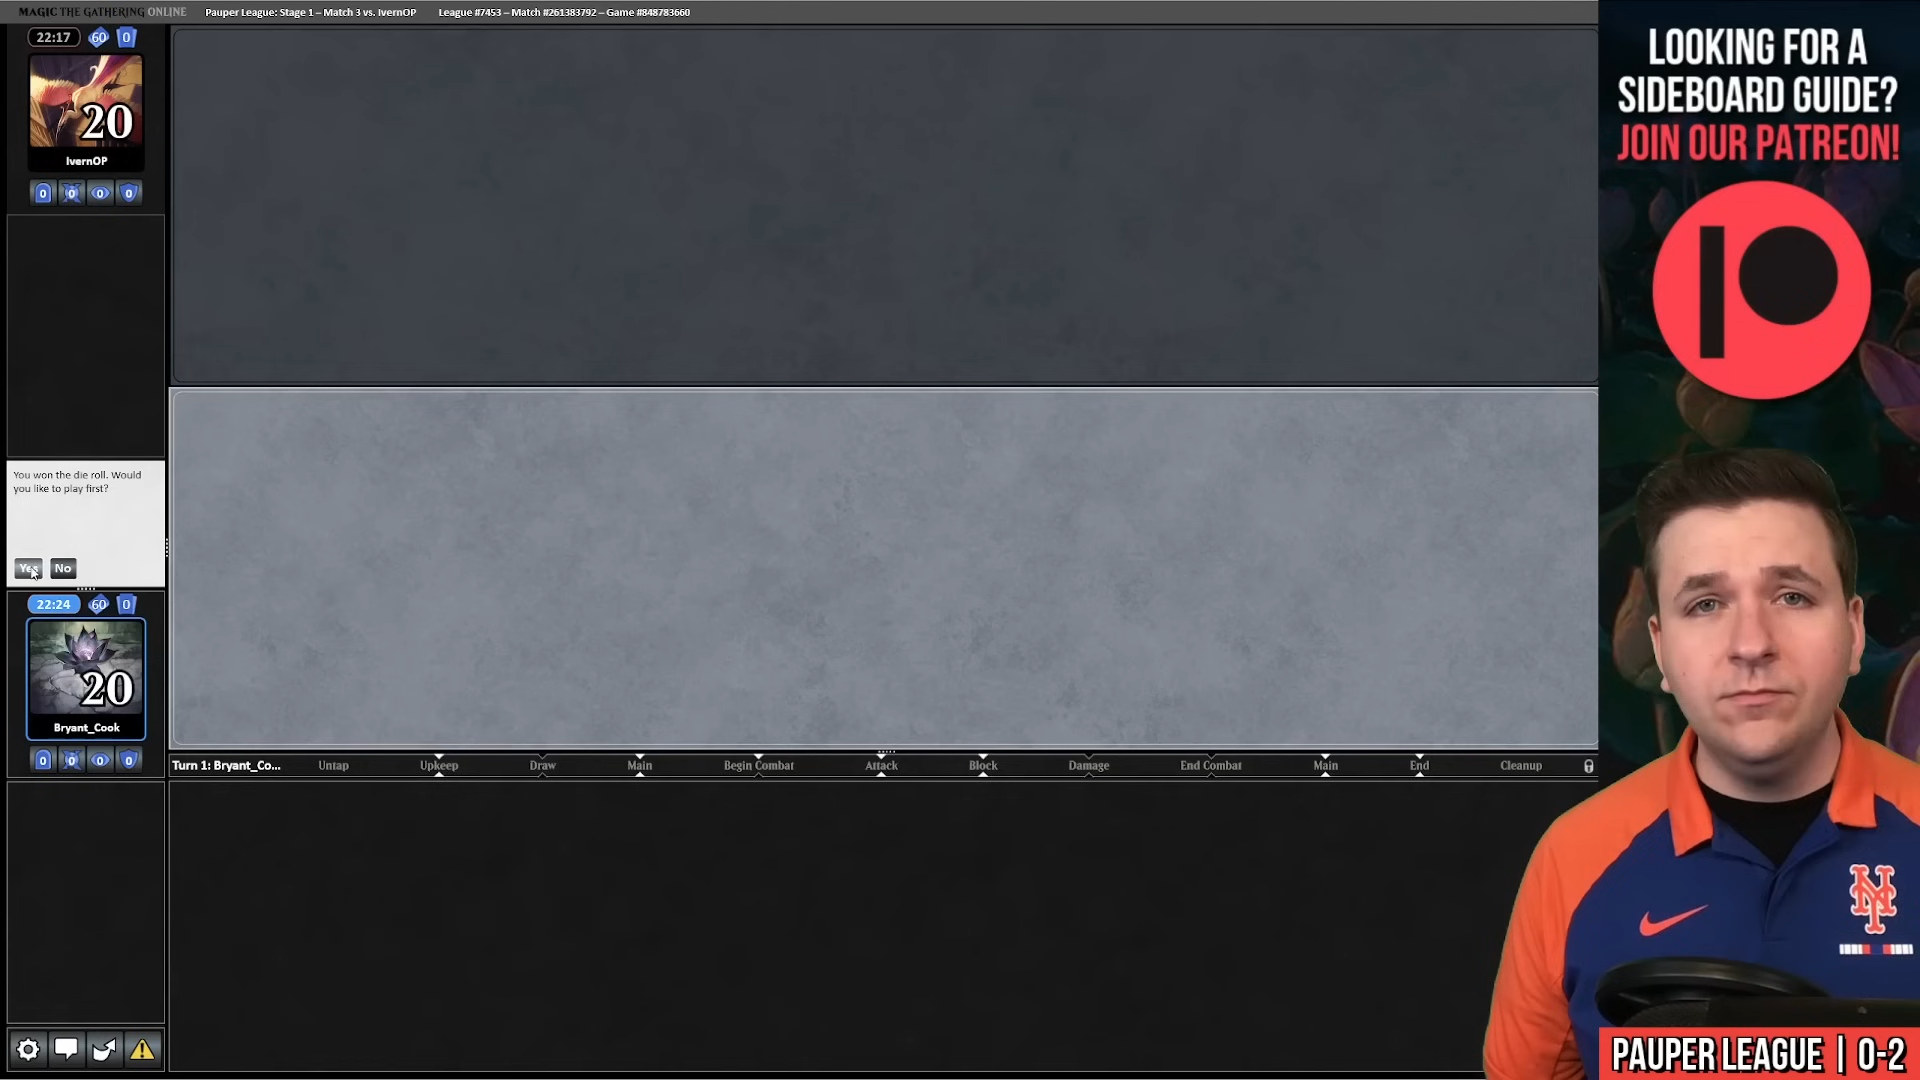 MAGIC THE GATHERING ONLINE
Pauper League: Stage 1 – Match 3 vs. IvernOP
League #7453 – Match #261383792 – Game #848783660
22:17
60
0
20
IvernOP
0
0
0
0
You won the die roll. Would
you like to play first?
Yes
No
22:24
60
0
20
Bryant_Cook
0
0
0
0
Turn 1: Bryant_Co...
Untap
Upkeep
Draw
Main
Begin Combat
Attack
Block
Damage
End Combat
Main
End
Cleanup
LOOKING FOR A
SIDEBOARD GUIDE?
JOIN OUR PATREON!
NY
PAUPER LEAGUE | 0-2